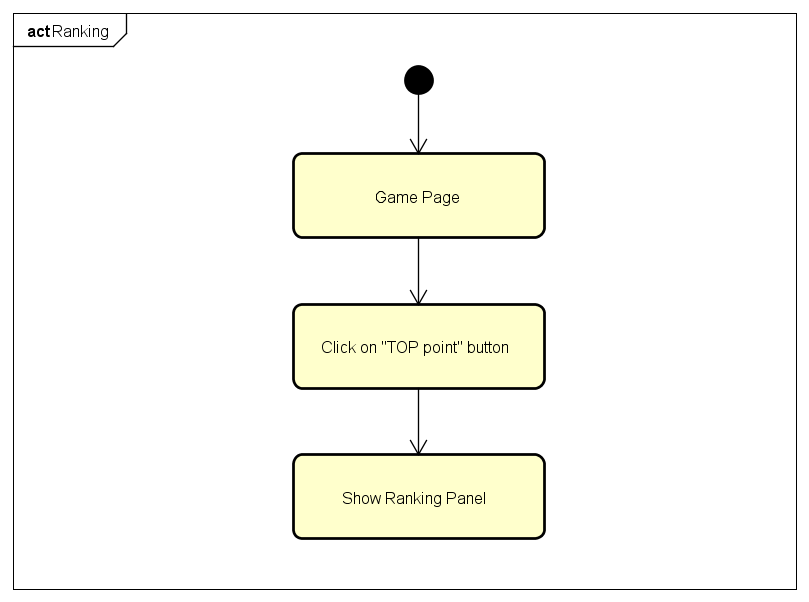 act Ranking
Game Page
Click on "TOP point" button
Show Ranking Panel